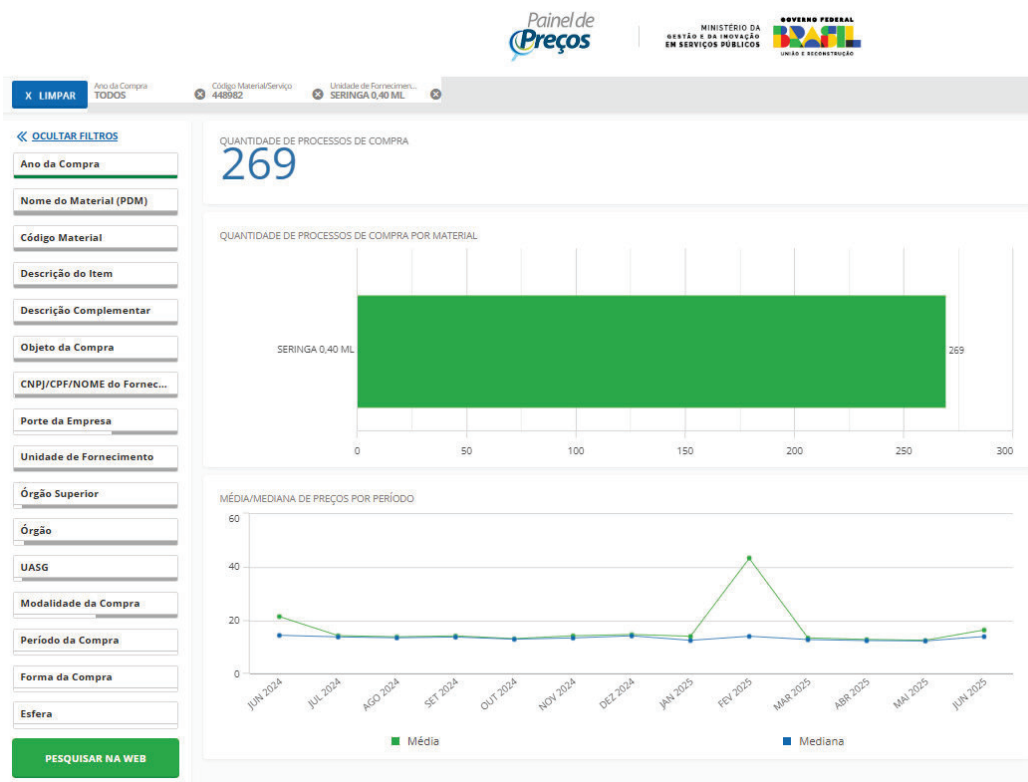 Painel de
Preços
MINISTÉRIO DA
GESTÃO E DA INOVAÇÃO
EM SERVIÇOS PÚBLICOS
GOVERNO FEDERAL
BRASIL
UNIÃO E RECONSTRUÇÃO
X LIMPAR
Ano da Compra
TODOS
Código Material/Serviço
448982
Unidade de Fornecimen...
SERINGA 0,40 ML
OCULTAR FILTROS
Ano da Compra
Nome do Material (PDM)
Código Material
Descrição do Item
Descrição Complementar
Objeto da Compra
CNPJ/CPF/NOME do Fornec...
Porte da Empresa
Unidade de Fornecimento
Órgão Superior
Órgão
UASG
Modalidade da Compra
Período da Compra
Forma da Compra
Esfera
PESQUISAR NA WEB
QUANTIDADE DE PROCESSOS DE COMPRA
269
QUANTIDADE DE PROCESSOS DE COMPRA POR MATERIAL
SERINGA 0,40 ML
269
0 50 100 150 200 250 300
MÉDIA/MEDIANA DE PREÇOS POR PERÍODO
60
40
20
0
JUN 2024 JUL 2024 AGO 2024 SET 2024 OUT 2024 NOV 2024 DEZ 2024 JAN 2025 FEV 2025 MAR 2025 ABR 2025 MAI 2025 JUN 2025
Média Mediana